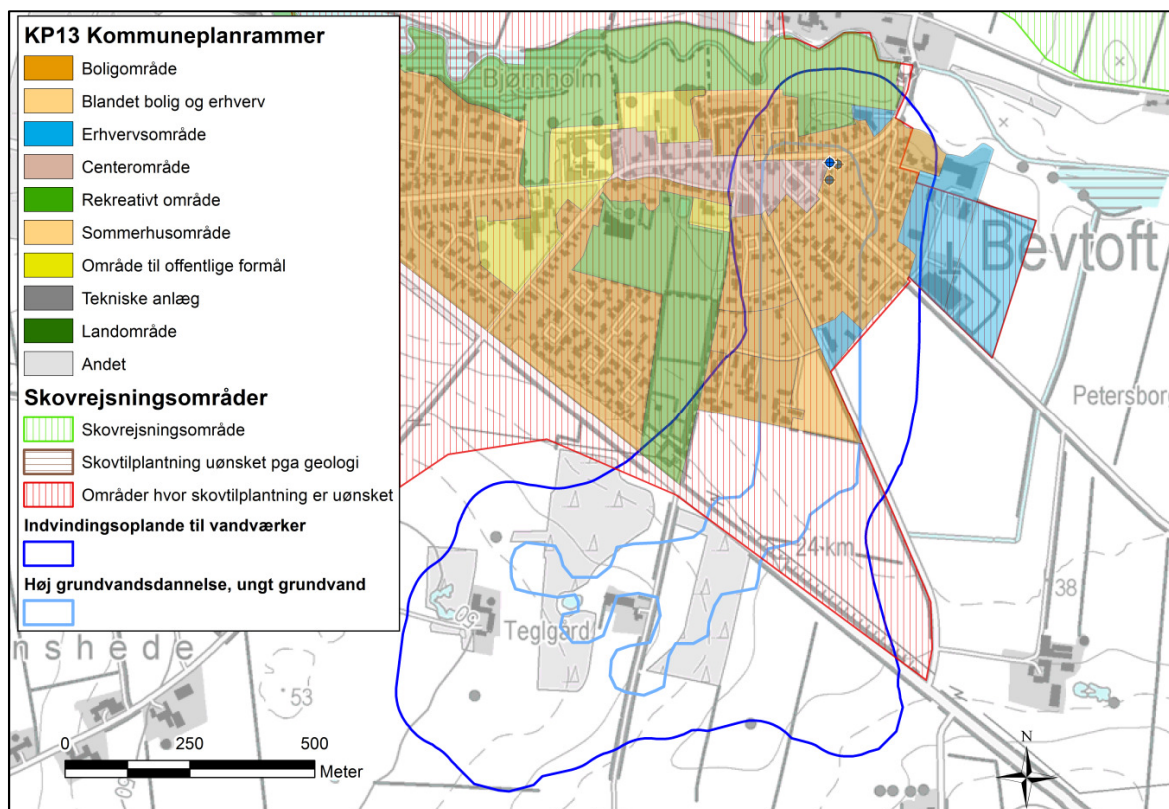 KP13 Kommuneplanrammer
Boligområde
Blandet bolig og erhverv
Erhvervsområde
Centerområde
Rekreativt område
Sommerhusområde
Område til offentlige formål
Tekniske anlæg
Landområde
Andet
Skovrejsningsområder
Skovrejsningsområde
Skovtilplantning uønsket pga geologi
Områder hvor skovtilplantning er uønsket
Indvindingsoplande til vandværker
Høj grundvandsdannelse, ungt grundvand
Bjørnholm
Bevtoft
Petersborg
24 km
38
50
Teglgård
nshede
53
50
0 250 500
Meter
N